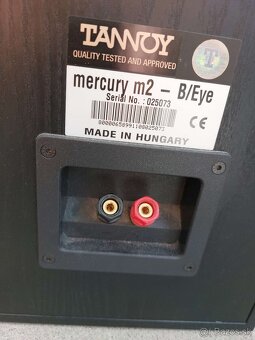 TANNOY
QUALITY TESTED AND APPROVED
mercury m2 - B/Eye
Serial No. : 025073
CE
MADE IN HUNGARY